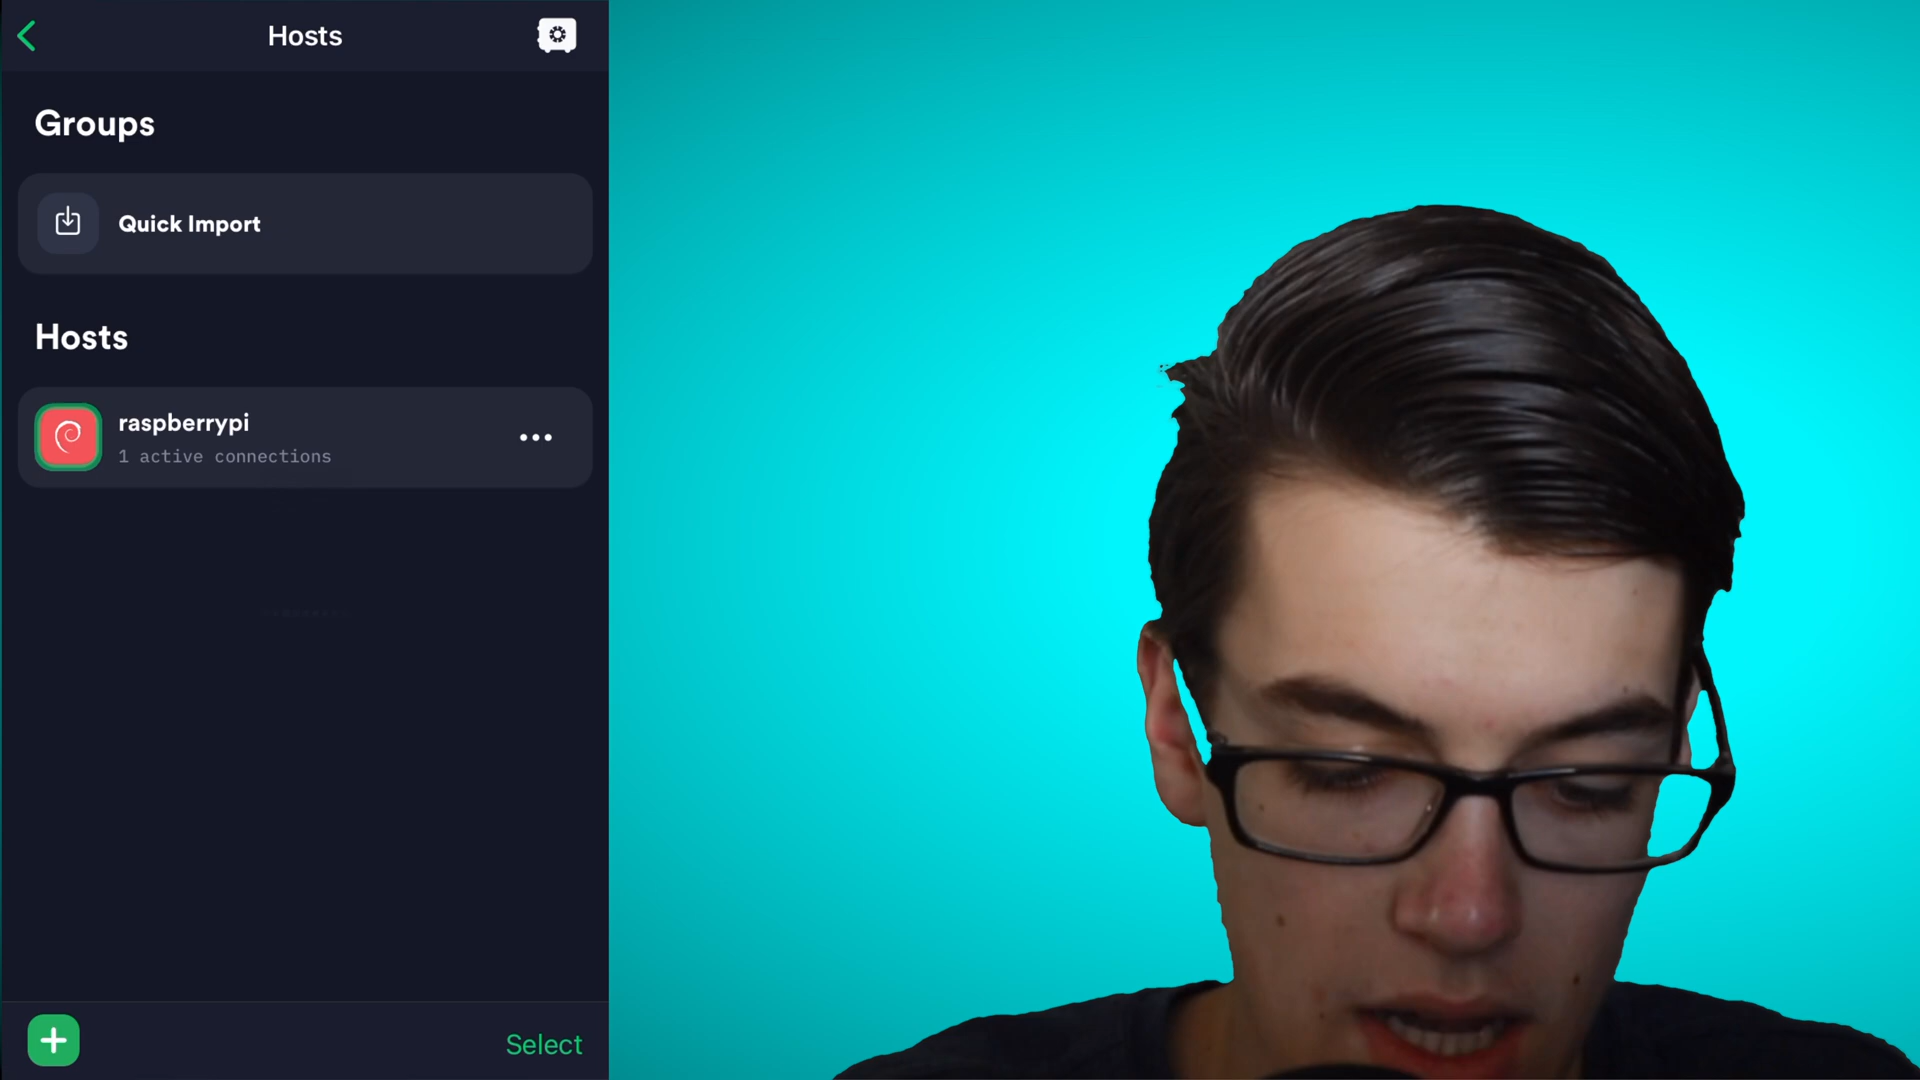 Hosts
Groups
Quick Import
Hosts
raspberrypi
1 active connections
Select